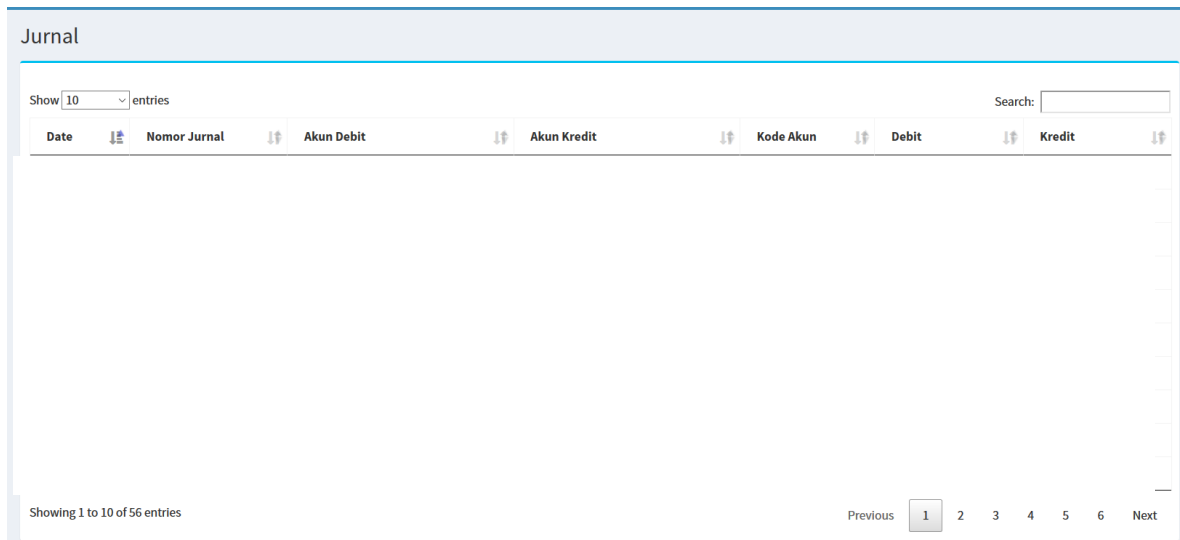 Jurnal
Show 10 entries Search:
Date Nomor Jurnal Akun Debit Akun Kredit Kode Akun Debit Kredit
Showing 1 to 10 of 56 entries Previous 1 2 3 4 5 6 Next